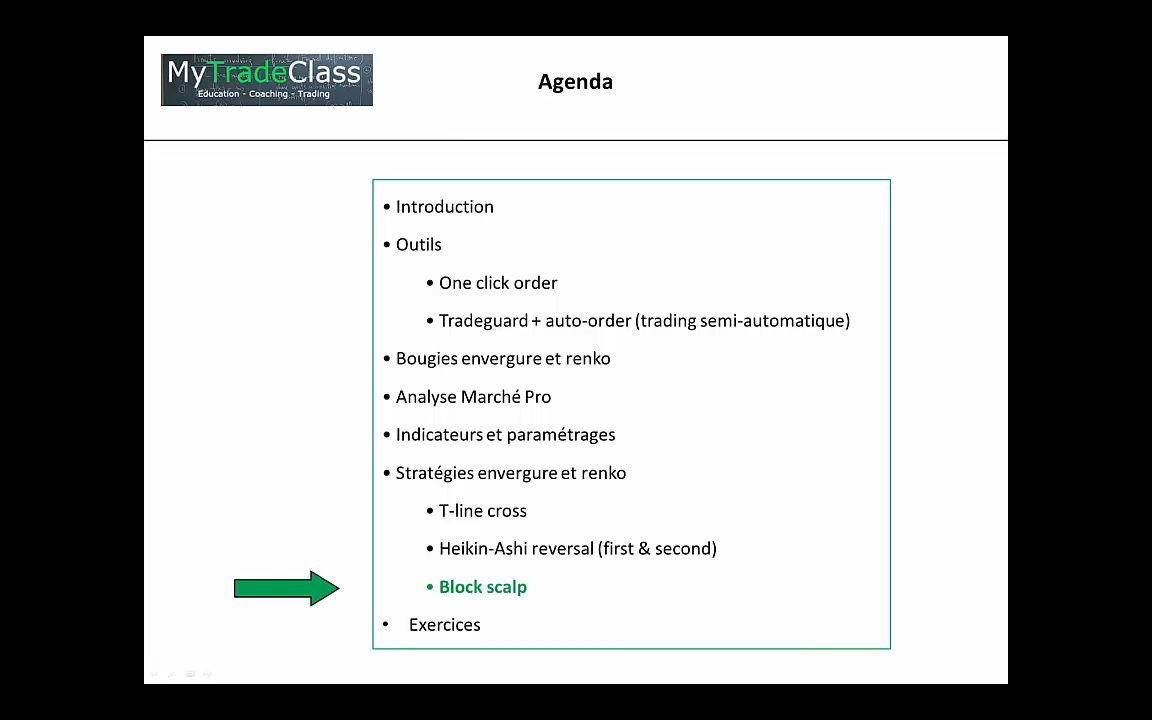 MyTradeClass
Education - Coaching - Trading
Agenda
• Introduction
• Outils
• One click order
• Tradeguard + auto-order (trading semi-automatique)
• Bougies envergure et renko
• Analyse Marché Pro
• Indicateurs et paramétrages
• Stratégies envergure et renko
• T-line cross
• Heikin-Ashi reversal (first & second)
• Block scalp
• Exercices